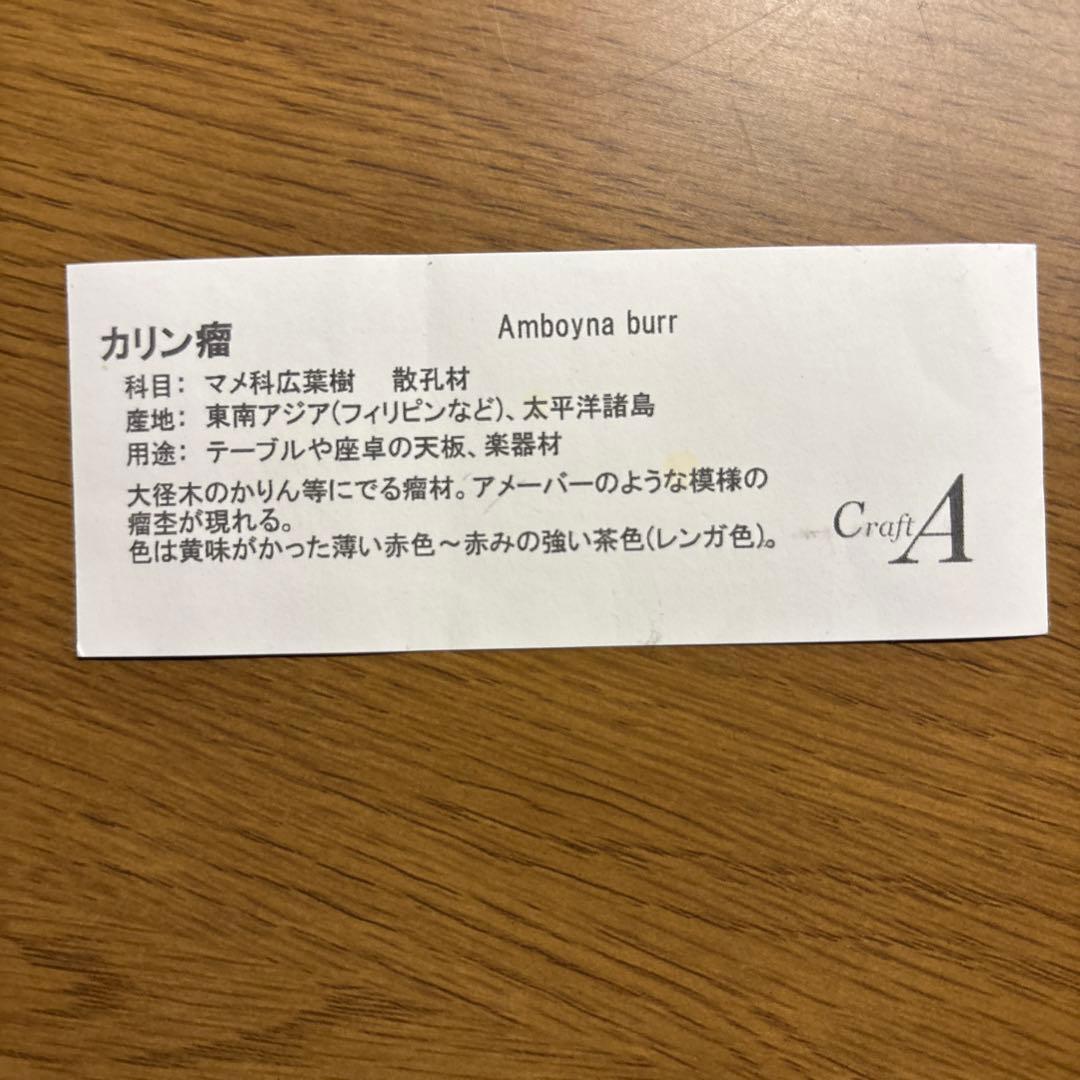 カリン瘤
Amboyna burr
科目： マメ科広葉樹　散孔材
産地： 東南アジア(フィリピンなど)、太平洋諸島
用途： テーブルや座卓の天板、楽器材
大径木のかりん等にでる瘤材。アメーバーのような模様の
瘤杢が現れる。
色は黄味がかった薄い赤色～赤みの強い茶色(レンガ色)。
Craft A